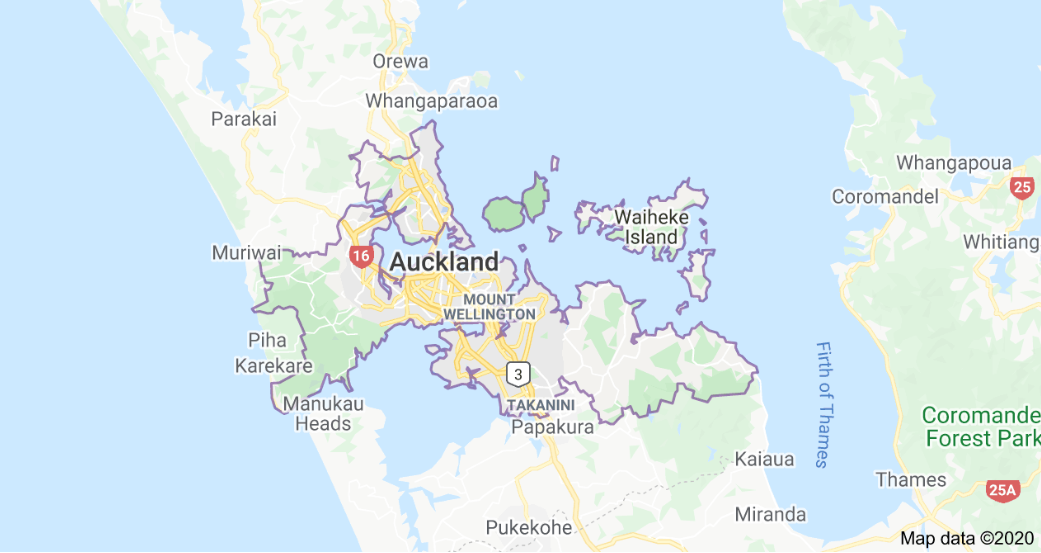 Orewa
Whangaparaoa
Parakai
Whangapoua
25
Coromandel
Waiheke
Island
Whitiang
Muriwai
16
Auckland
MOUNT
WELLINGTON
Piha
Karekare
Firth of Thames
3
Manukau
Heads
TAKANINI
Papakura
Coromande
Forest Park
Kaiaua
Thames
25A
Miranda
Pukekohe
Map data ©2020